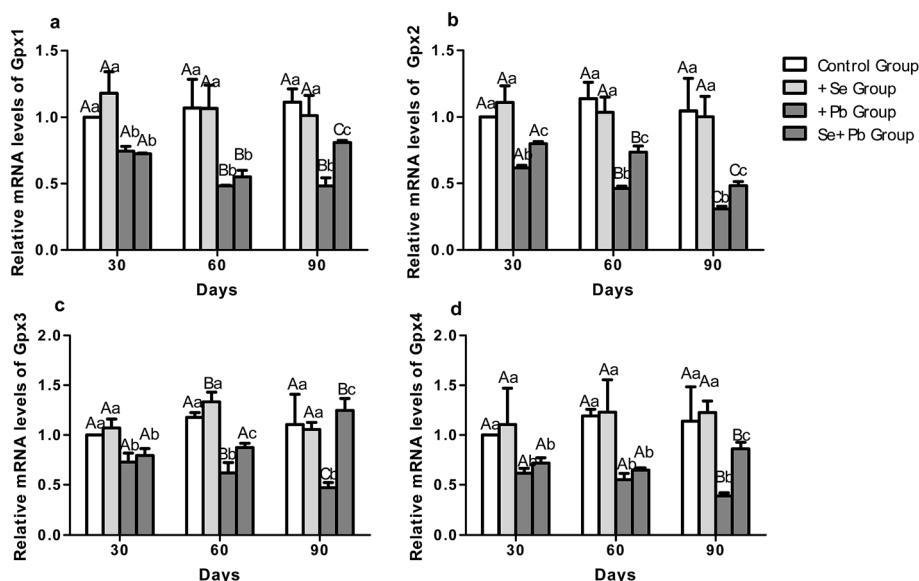 a
Relative mRNA levels of Gpx1
1.5
1.0
0.5
0.0
Aa Aa Ab Ab
Aa Aa Bb Bb
Aa Aa Bb Cc
30 60 90
Days
b
Relative mRNA levels of Gpx2
1.5
1.0
0.5
0.0
Aa Aa Ab Ac
Aa Aa Bb Bc
Aa Aa Cb Cc
30 60 90
Days
Control Group
+Se Group
+Pb Group
Se+Pb Group
c
Relative mRNA levels of Gpx3
2.0
1.5
1.0
0.5
0.0
Aa Aa Ab Ab
Aa Ba Bb Ac
Aa Aa Cb Bc
30 60 90
Days
d
Relative mRNA levels of Gpx4
2.0
1.5
1.0
0.5
0.0
Aa Aa Ab Ab
Aa Aa Ab Ab
Aa Aa Bb Bc
30 60 90
Days